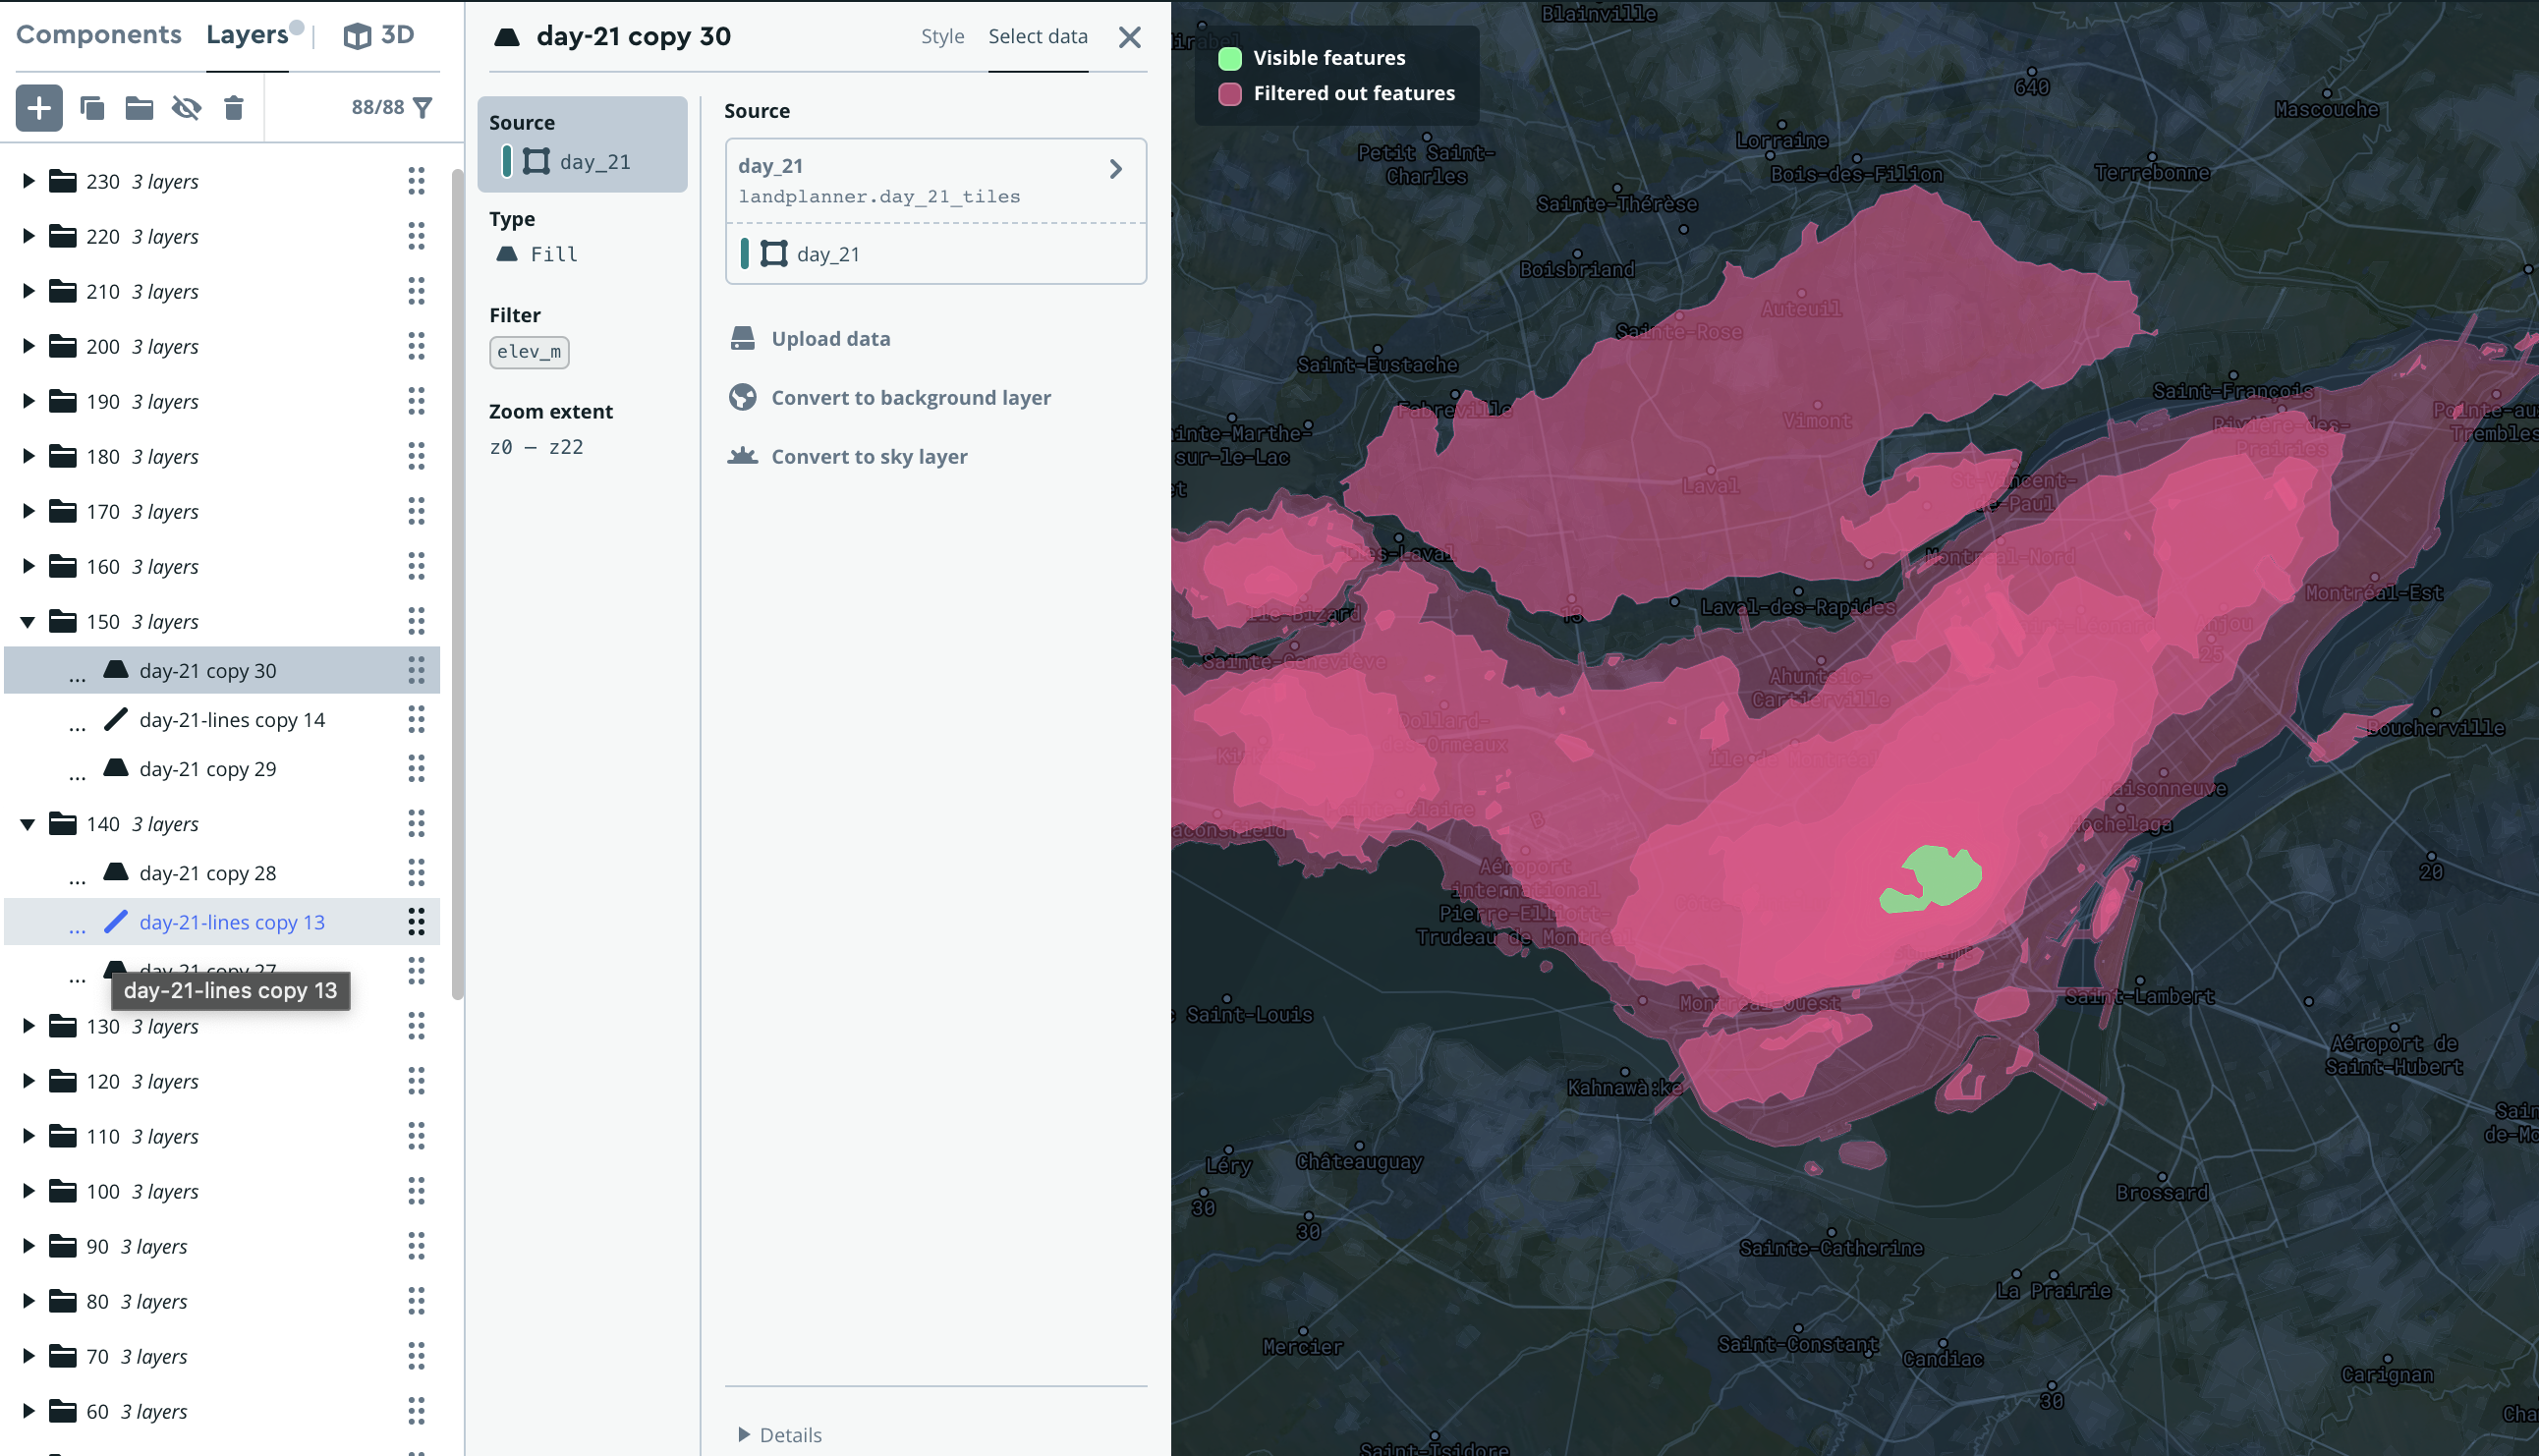 Components
Layers
3D
88/88
230 3 layers
220 3 layers
210 3 layers
200 3 layers
190 3 layers
180 3 layers
170 3 layers
160 3 layers
150 3 layers
... day-21 copy 30
... day-21-lines copy 14
... day-21 copy 29
140 3 layers
... day-21 copy 28
... day-21-lines copy 13
... day-21 copy 27
day-21-lines copy 13
130 3 layers
120 3 layers
110 3 layers
100 3 layers
90 3 layers
80 3 layers
70 3 layers
60 3 layers
day-21 copy 30
Style
Select data
Source
day_21
Type
Fill
Filter
elev_m
Zoom extent
z0 — z22
Source
day_21
landplanner.day_21_tiles
day_21
Upload data
Convert to background layer
Convert to sky layer
Details
Visible features
Filtered out features
Blainville
640
Mascouche
Lorraine
Petit Saint-
Charles
Bois-des-Filion
Terrebonne
Sainte-Thérèse
Boisbriand
Auteuil
Sainte-Rose
Saint-Eustache
Saint-François
Fabreville
Vimont
Rivière-des-
Prairies
Pointe-au
Trembles
inte-Marthe-
sur-le-Lac
Laval
St-Vincent-
de-Paul
Îles-Laval
Montréal-Nord
Montréal-Est
Île-Bizard
13
Laval-des-Rapides
Anjou
25
Sainte-Geneviève
Ahuntsic-
Cartierville
Dollard-
des-Ormeaux
Boucherville
Maisonneuve
Hochelaga
Aéroport
international
Pierre-Elliott-
Trudeau de Montréal
20
Montréal-Ouest
Saint-Lambert
Saint-Louis
Aéroport de
Saint-Hubert
Kahnawà:ke
Léry
Châteauguay
30
30
Brossard
Sainte-Catherine
La Prairie
Mercier
Saint-Constant
Candiac
Carignan
30
Saint-Isidore